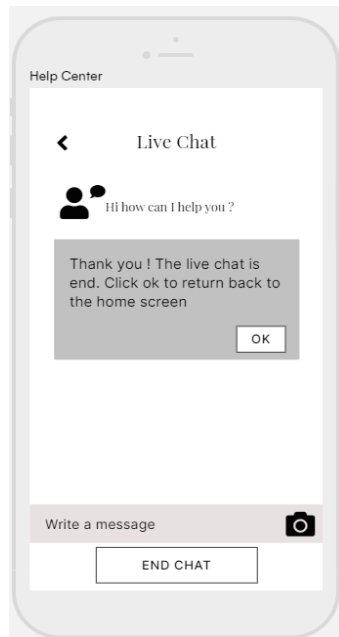 Help Center
Live Chat
Hi how can I help you ?
Thank you ! The live chat is
end. Click ok to return back to
the home screen
OK
Write a message
END CHAT